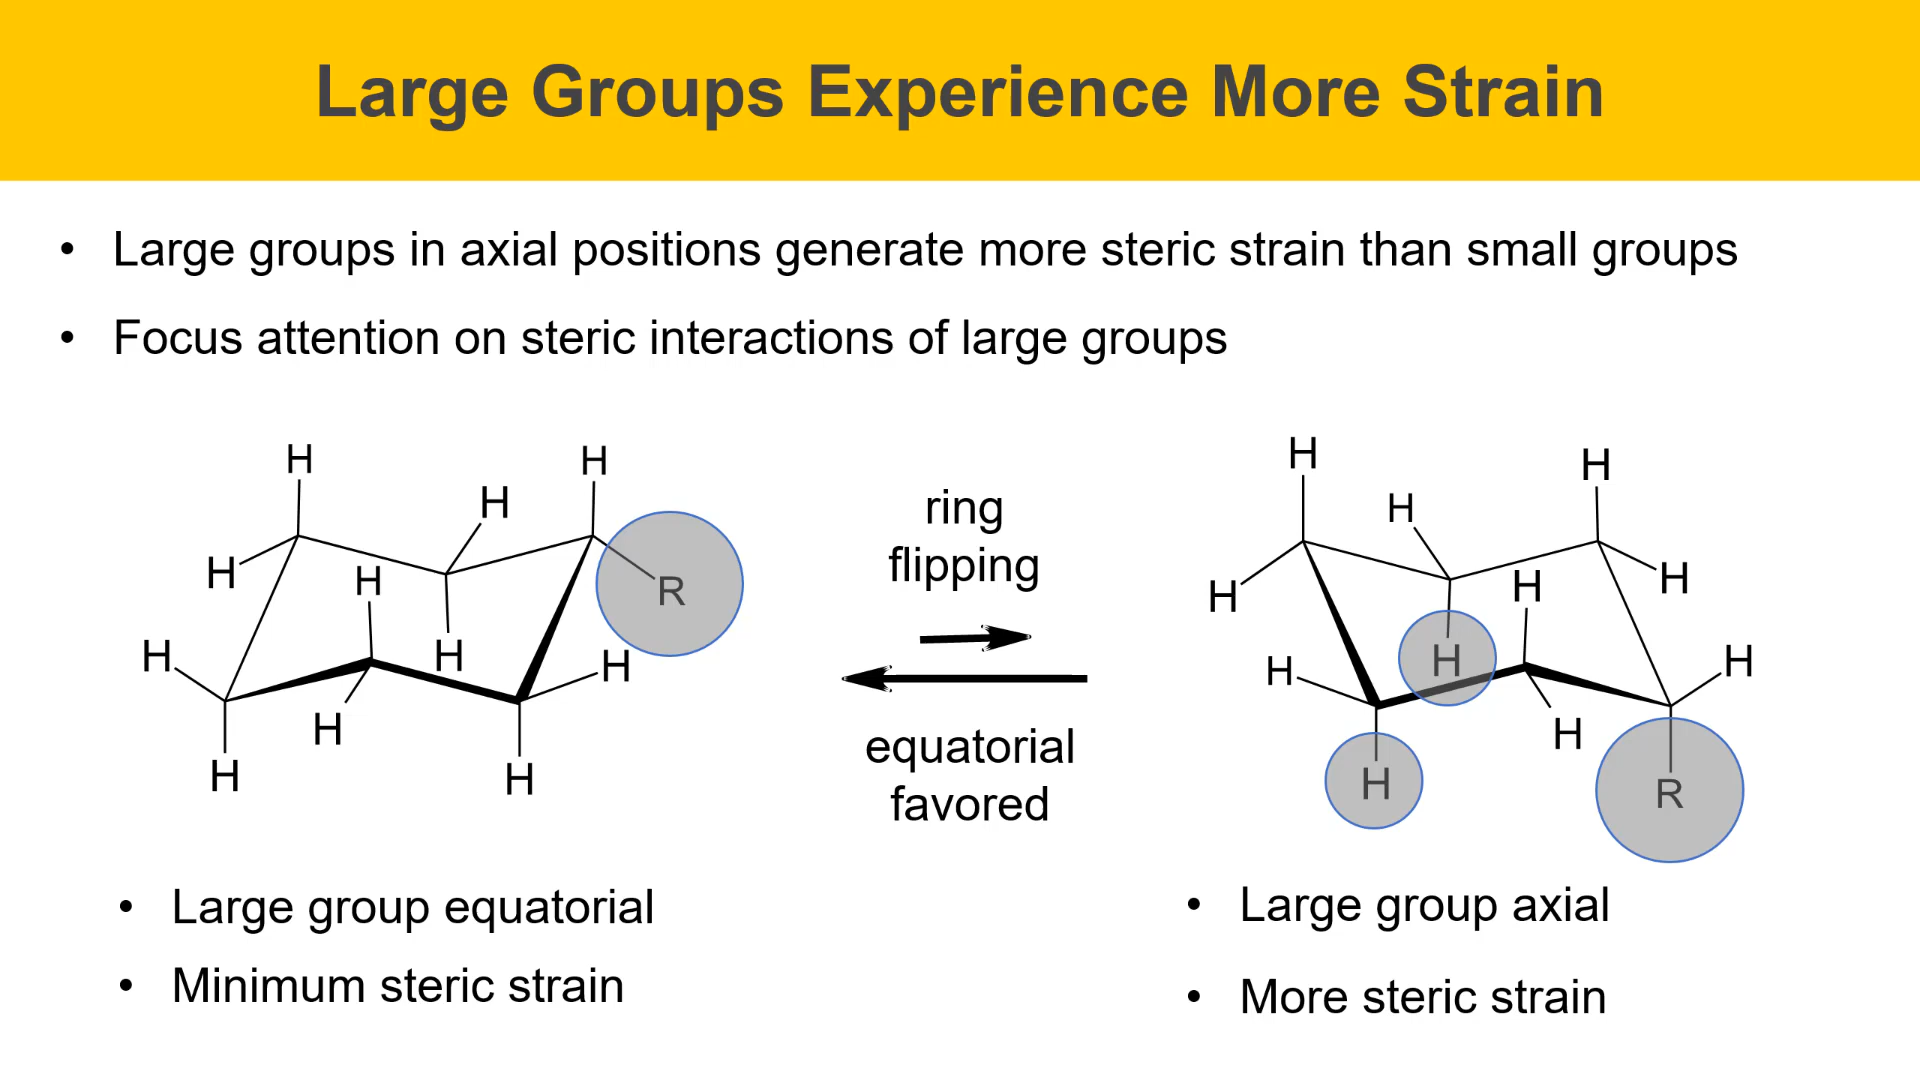 Large Groups Experience More Strain
• Large groups in axial positions generate more steric strain than small groups
• Focus attention on steric interactions of large groups
H
H
H
H
R
H
H
H
H
H
H
H
H
ring
flipping
equatorial
favored
H
H
H
H
H
H
H
H
H
H
H
R
• Large group equatorial
• Minimum steric strain
• Large group axial
• More steric strain